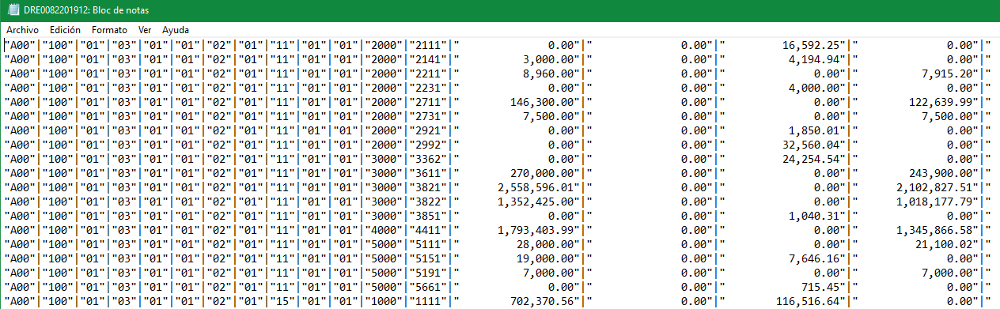 DRE0082201912: Bloc de notas
Archivo Edición Formato Ver Ayuda
"A00"|"100"|"01"|"03"|"01"|"01"|"02"|"01"|"11"|"01"|"01"|"2000"|"2111"|" 0.00"|" 0.00"|" 16,592.25"|" 0.00"|"
"A00"|"100"|"01"|"03"|"01"|"01"|"02"|"01"|"11"|"01"|"01"|"2000"|"2141"|" 3,000.00"|" 0.00"|" 4,194.94"|" 0.00"|"
"A00"|"100"|"01"|"03"|"01"|"01"|"02"|"01"|"11"|"01"|"01"|"2000"|"2211"|" 8,960.00"|" 0.00"|" 0.00"|" 7,915.20"|"
"A00"|"100"|"01"|"03"|"01"|"01"|"02"|"01"|"11"|"01"|"01"|"2000"|"2231"|" 0.00"|" 0.00"|" 4,000.00"|" 0.00"|"
"A00"|"100"|"01"|"03"|"01"|"01"|"02"|"01"|"11"|"01"|"01"|"2000"|"2711"|" 146,300.00"|" 0.00"|" 0.00"|" 122,639.99"|"
"A00"|"100"|"01"|"03"|"01"|"01"|"02"|"01"|"11"|"01"|"01"|"2000"|"2731"|" 7,500.00"|" 0.00"|" 0.00"|" 7,500.00"|"
"A00"|"100"|"01"|"03"|"01"|"01"|"02"|"01"|"11"|"01"|"01"|"2000"|"2921"|" 0.00"|" 0.00"|" 1,850.01"|" 0.00"|"
"A00"|"100"|"01"|"03"|"01"|"01"|"02"|"01"|"11"|"01"|"01"|"2000"|"2992"|" 0.00"|" 0.00"|" 32,560.04"|" 0.00"|"
"A00"|"100"|"01"|"03"|"01"|"01"|"02"|"01"|"11"|"01"|"01"|"3000"|"3362"|" 0.00"|" 0.00"|" 24,254.54"|" 0.00"|"
"A00"|"100"|"01"|"03"|"01"|"01"|"02"|"01"|"11"|"01"|"01"|"3000"|"3611"|" 270,000.00"|" 0.00"|" 0.00"|" 243,900.00"|"
"A00"|"100"|"01"|"03"|"01"|"01"|"02"|"01"|"11"|"01"|"01"|"3000"|"3821"|" 2,558,596.01"|" 0.00"|" 0.00"|" 2,102,827.51"|"
"A00"|"100"|"01"|"03"|"01"|"01"|"02"|"01"|"11"|"01"|"01"|"3000"|"3822"|" 1,352,425.00"|" 0.00"|" 0.00"|" 1,018,177.79"|"
"A00"|"100"|"01"|"03"|"01"|"01"|"02"|"01"|"11"|"01"|"01"|"3000"|"3851"|" 0.00"|" 0.00"|" 1,040.31"|" 0.00"|"
"A00"|"100"|"01"|"03"|"01"|"01"|"02"|"01"|"11"|"01"|"01"|"4000"|"4411"|" 1,793,403.99"|" 0.00"|" 0.00"|" 1,345,866.58"|"
"A00"|"100"|"01"|"03"|"01"|"01"|"02"|"01"|"11"|"01"|"01"|"5000"|"5111"|" 28,000.00"|" 0.00"|" 0.00"|" 21,100.02"|"
"A00"|"100"|"01"|"03"|"01"|"01"|"02"|"01"|"11"|"01"|"01"|"5000"|"5151"|" 19,000.00"|" 0.00"|" 7,646.16"|" 0.00"|"
"A00"|"100"|"01"|"03"|"01"|"01"|"02"|"01"|"11"|"01"|"01"|"5000"|"5191"|" 7,000.00"|" 0.00"|" 0.00"|" 7,000.00"|"
"A00"|"100"|"01"|"03"|"01"|"01"|"02"|"01"|"11"|"01"|"01"|"5000"|"5661"|" 0.00"|" 0.00"|" 715.45"|" 0.00"|"
"A00"|"100"|"01"|"03"|"01"|"01"|"02"|"01"|"15"|"01"|"01"|"1000"|"1111"|" 702,370.56"|" 0.00"|" 116,516.64"|" 0.00"|"